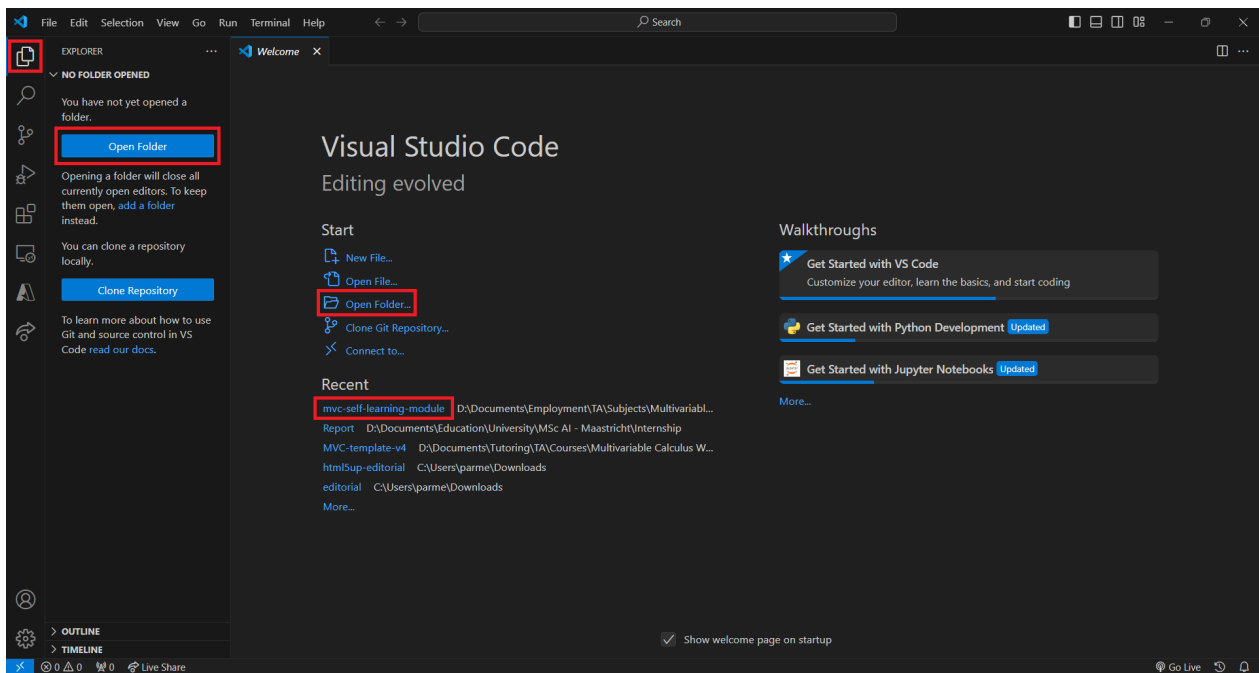 File Edit Selection View Go Run Terminal Help
Search
EXPLORER
Welcome
NO FOLDER OPENED
You have not yet opened a
folder.
Open Folder
Opening a folder will close all
currently open editors. To keep
them open, add a folder
instead.
You can clone a repository
locally.
Clone Repository
To learn more about how to use
Git and source control in VS
Code read our docs.
OUTLINE
TIMELINE
Visual Studio Code
Editing evolved
Start
New File...
Open File...
Open Folder...
Clone Git Repository...
Connect to...
Recent
mvc-self-learning-module D:\Documents\Employment\TA\Subjects\Multivariabl...
Report D:\Documents\Education\University\MSc AI - Maastricht\Internship
MVC-template-v4 D:\Documents\Tutoring\TA\Courses\Multivariable Calculus W...
html5up-editorial C:\Users\parme\Downloads
editorial C:\Users\parme\Downloads
More...
Walkthroughs
Get Started with VS Code
Customize your editor, learn the basics, and start coding
Get Started with Python Development Updated
Get Started with Jupyter Notebooks Updated
More...
Show welcome page on startup
0 0 0 Live Share
Go Live